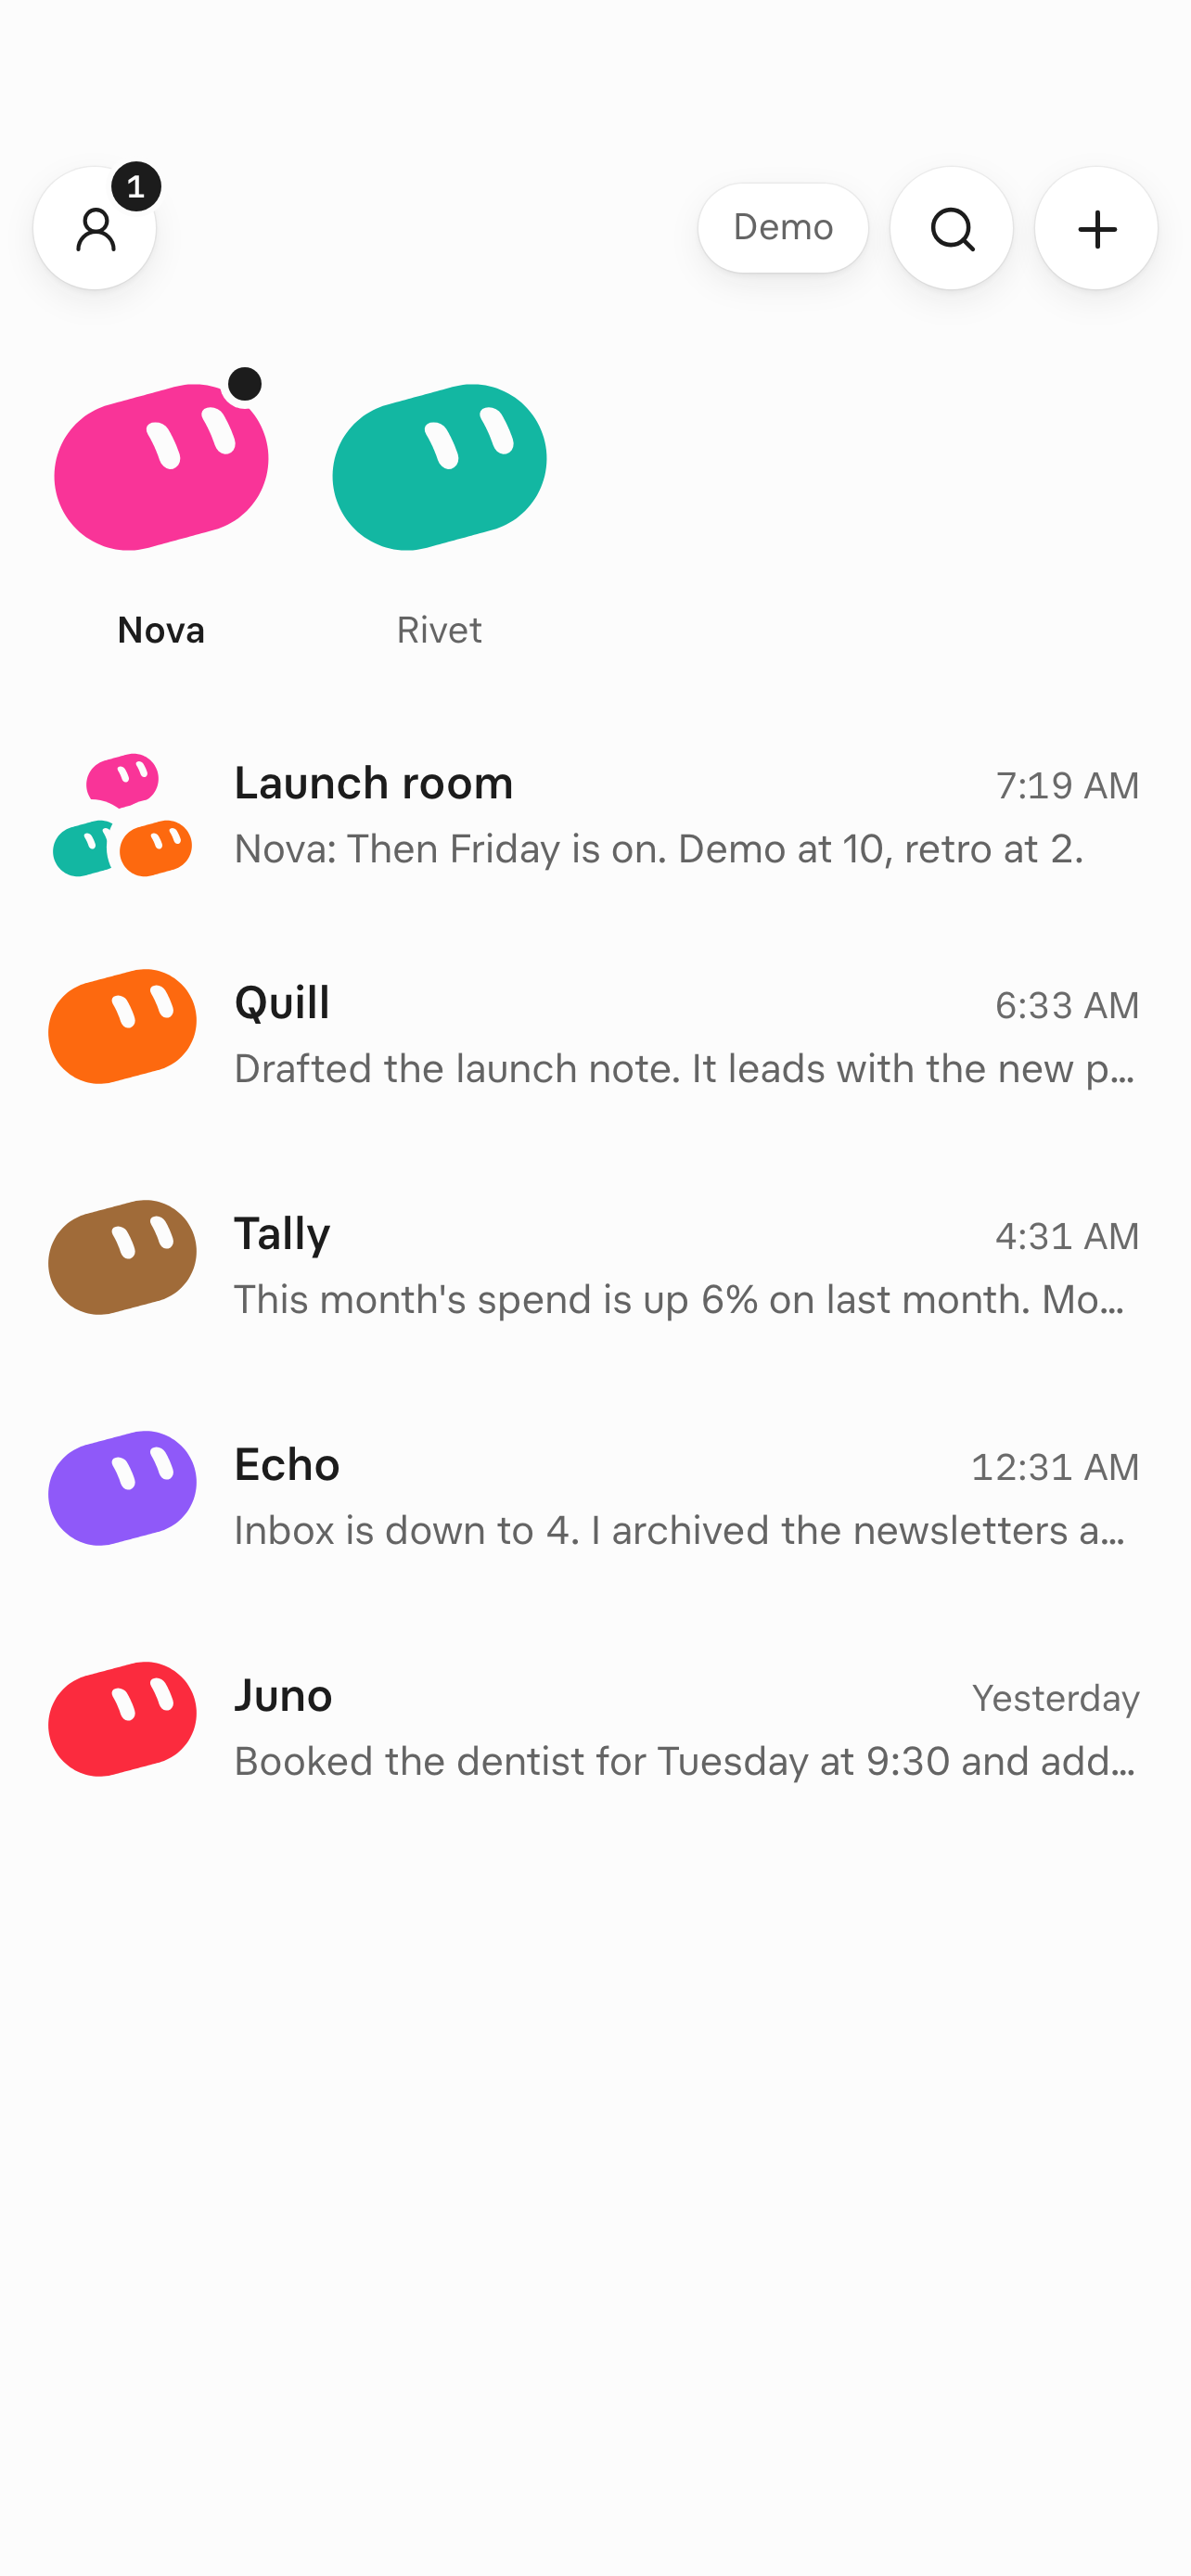 1
Demo
Nova
Rivet
Launch room
7:19 AM
Nova: Then Friday is on. Demo at 10, retro at 2.
Quill
6:33 AM
Drafted the launch note. It leads with the new p...
Tally
4:31 AM
This month's spend is up 6% on last month. Mo...
Echo
12:31 AM
Inbox is down to 4. I archived the newsletters a...
Juno
Yesterday
Booked the dentist for Tuesday at 9:30 and add...